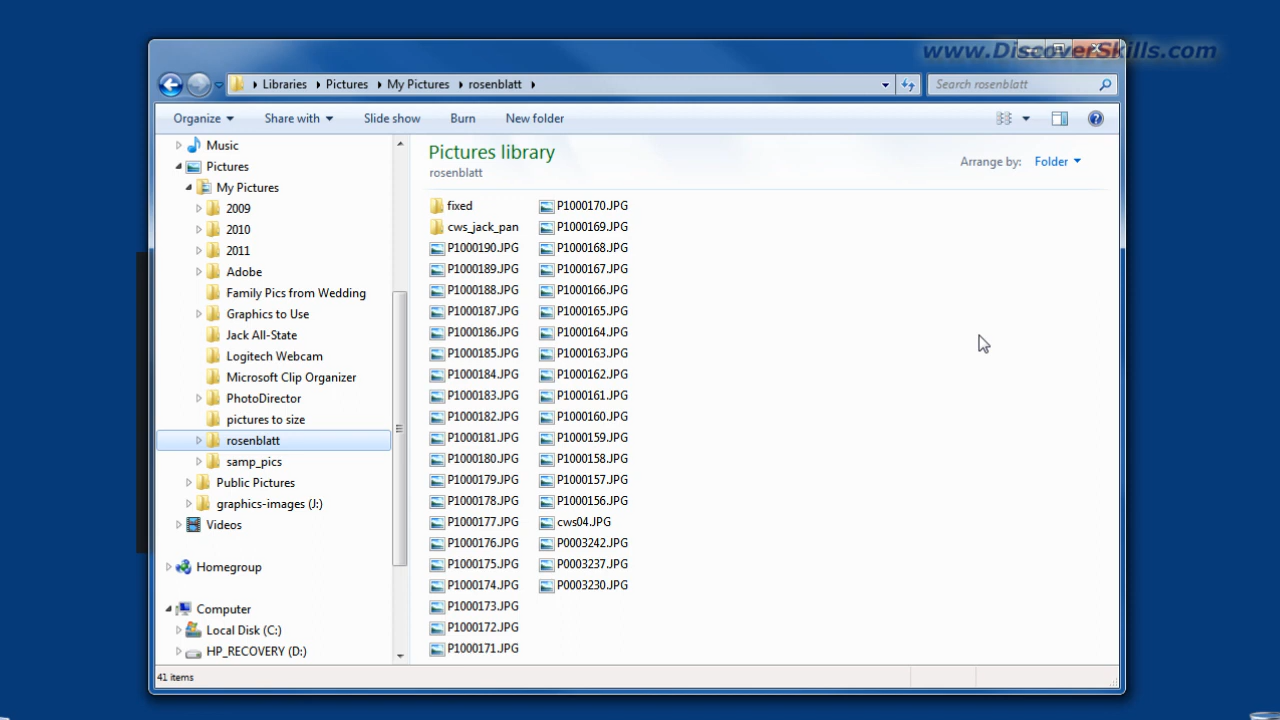 www.DiscoverSkills.com
Libraries Pictures My Pictures rosenblatt
Search rosenblatt
Organize Share with Slide show Burn New folder
Music
Pictures
My Pictures
2009
2010
2011
Adobe
Family Pics from Wedding
Graphics to Use
Jack All-State
Logitech Webcam
Microsoft Clip Organizer
PhotoDirector
pictures to size
rosenblatt
samp_pics
Public Pictures
graphics-images (J:)
Videos
Homegroup
Computer
Local Disk (C:)
HP_RECOVERY (D:)
Pictures library
rosenblatt
Arrange by: Folder
fixed
cws_jack_pan
P1000190.JPG
P1000189.JPG
P1000188.JPG
P1000187.JPG
P1000186.JPG
P1000185.JPG
P1000184.JPG
P1000183.JPG
P1000182.JPG
P1000181.JPG
P1000180.JPG
P1000179.JPG
P1000178.JPG
P1000177.JPG
P1000176.JPG
P1000175.JPG
P1000174.JPG
P1000173.JPG
P1000172.JPG
P1000171.JPG
P1000170.JPG
P1000169.JPG
P1000168.JPG
P1000167.JPG
P1000166.JPG
P1000165.JPG
P1000164.JPG
P1000163.JPG
P1000162.JPG
P1000161.JPG
P1000160.JPG
P1000159.JPG
P1000158.JPG
P1000157.JPG
P1000156.JPG
cws04.JPG
P0003242.JPG
P0003237.JPG
P0003230.JPG
41 items